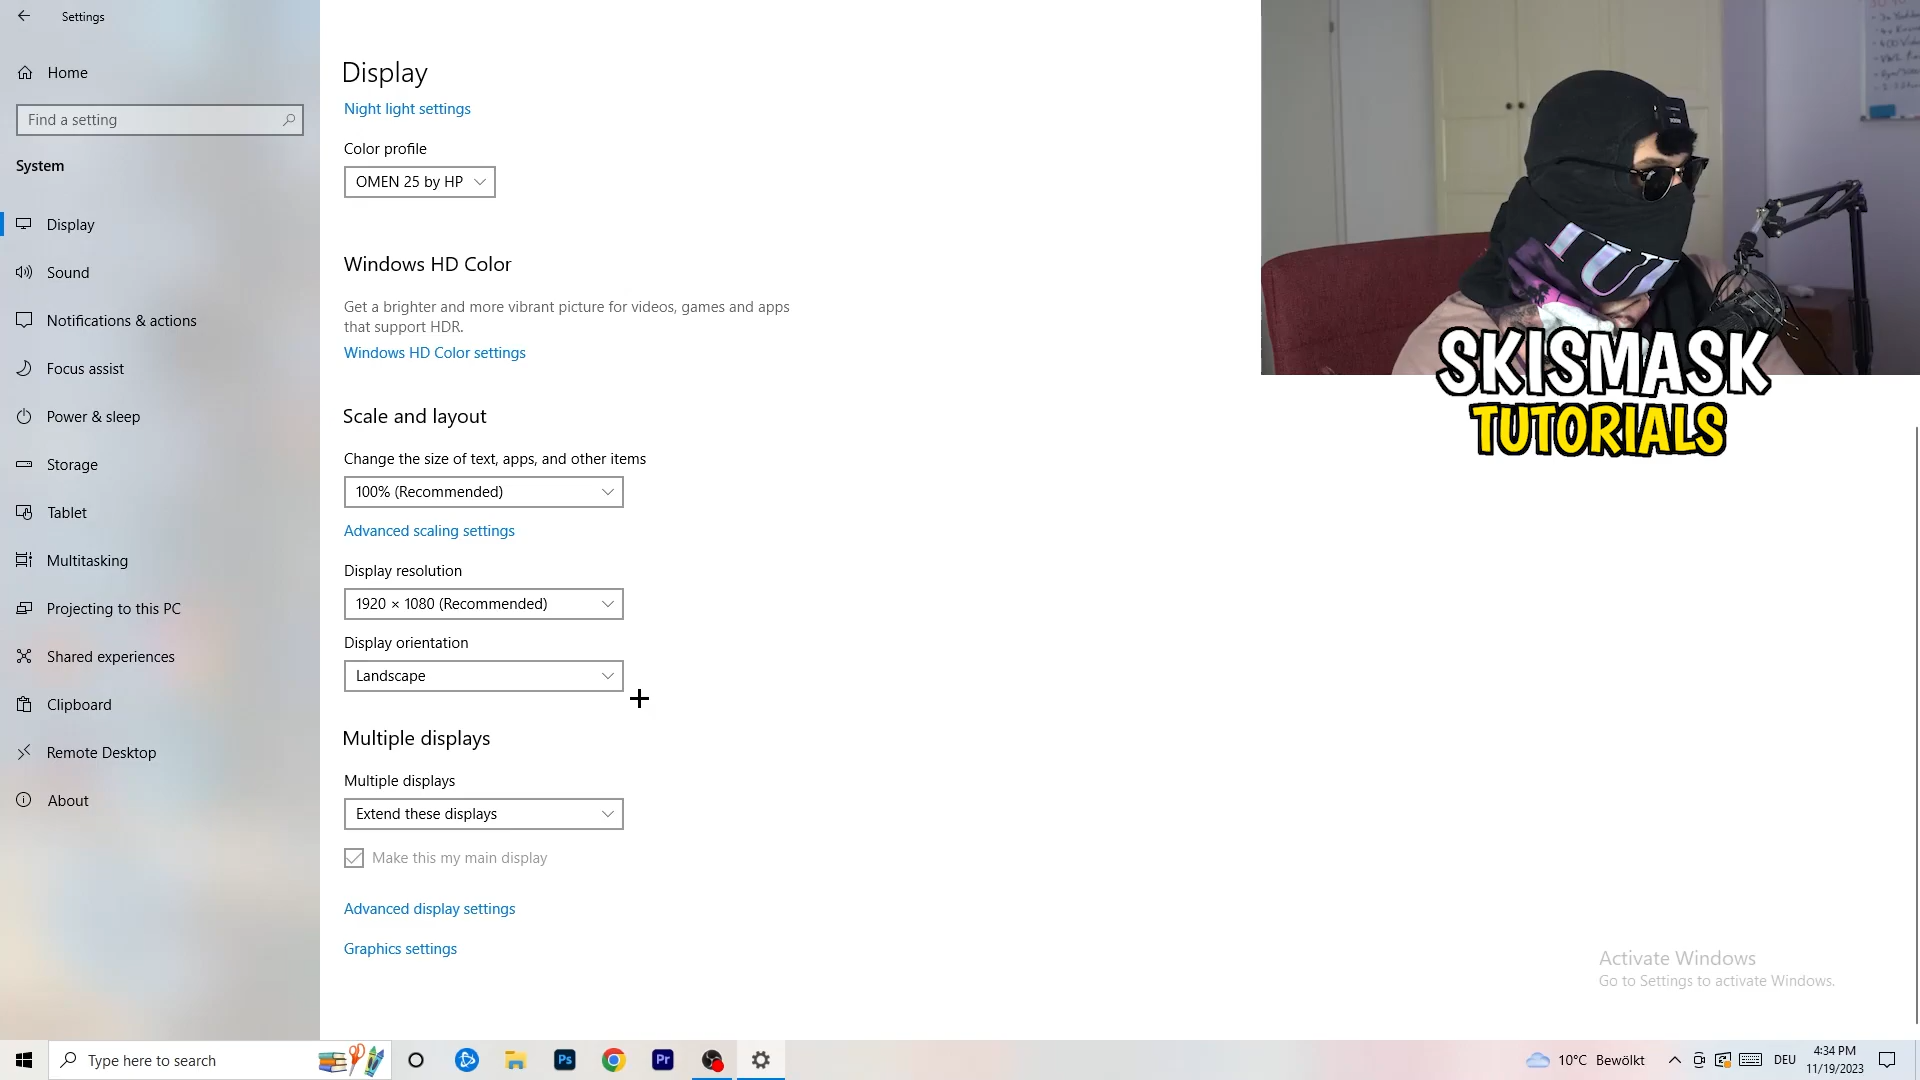 Settings
Home
Find a setting
System
Display
Sound
Notifications & actions
Focus assist
Power & sleep
Storage
Tablet
Multitasking
Projecting to this PC
Shared experiences
Clipboard
Remote Desktop
About
Display
Night light settings
Color profile
OMEN 25 by HP
Windows HD Color
Get a brighter and more vibrant picture for videos, games and apps
that support HDR.
Windows HD Color settings
Scale and layout
Change the size of text, apps, and other items
100% (Recommended)
Advanced scaling settings
Display resolution
1920 × 1080 (Recommended)
Display orientation
Landscape
Multiple displays
Multiple displays
Extend these displays
Make this my main display
Advanced display settings
Graphics settings
SKISMASK
TUTORIALS
Activate Windows
Go to Settings to activate Windows.
Type here to search
Ps
Pr
10°C Bewölkt
DEU
4:34 PM
11/19/2023